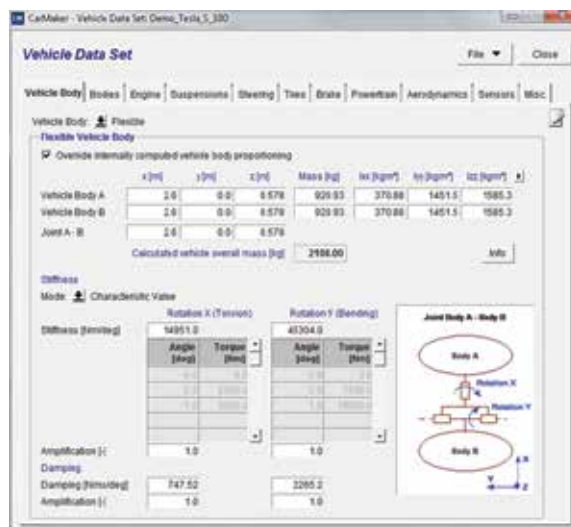 CarMaker - Vehicle Data Set: Demo_Tesla_S_100
Vehicle Data Set
File Close
Vehicle Body Bodies Engine Suspensions Steering Tires Brake Powertrain Aerodynamics Sensors Misc.
Vehicle Body: Flexible
Flexible Vehicle Body
Override internally computed vehicle body proportioning
x [m] y [m] z [m] Mass [kg] Ixx [kgm²] Iyy [kgm²] Izz [kgm²]
Vehicle Body A 2.6 0.0 0.578 920.93 370.88 1451.5 1585.3
Vehicle Body B 2.6 0.0 0.578 920.93 370.88 1451.5 1585.3
Joint A - B 2.6 0.0 0.578
Calculated vehicle overall mass [kg] 2108.00 Info
Stiffness
Mode: Characteristic Value
Rotation X (Torsion) Rotation Y (Bending)
Stiffness [Nm/deg] 14951.0 45304.0
Angle [deg] Torque [Nm] Angle [deg] Torque [Nm]
Amplification [-] 1.0 1.0
Damping
Damping [Nms/deg] 747.52 2265.2
Amplification [-] 1.0 1.0
Joint Body A - Body B
Body A
Rotation X
Rotation Y
Body B
X
Y
Z